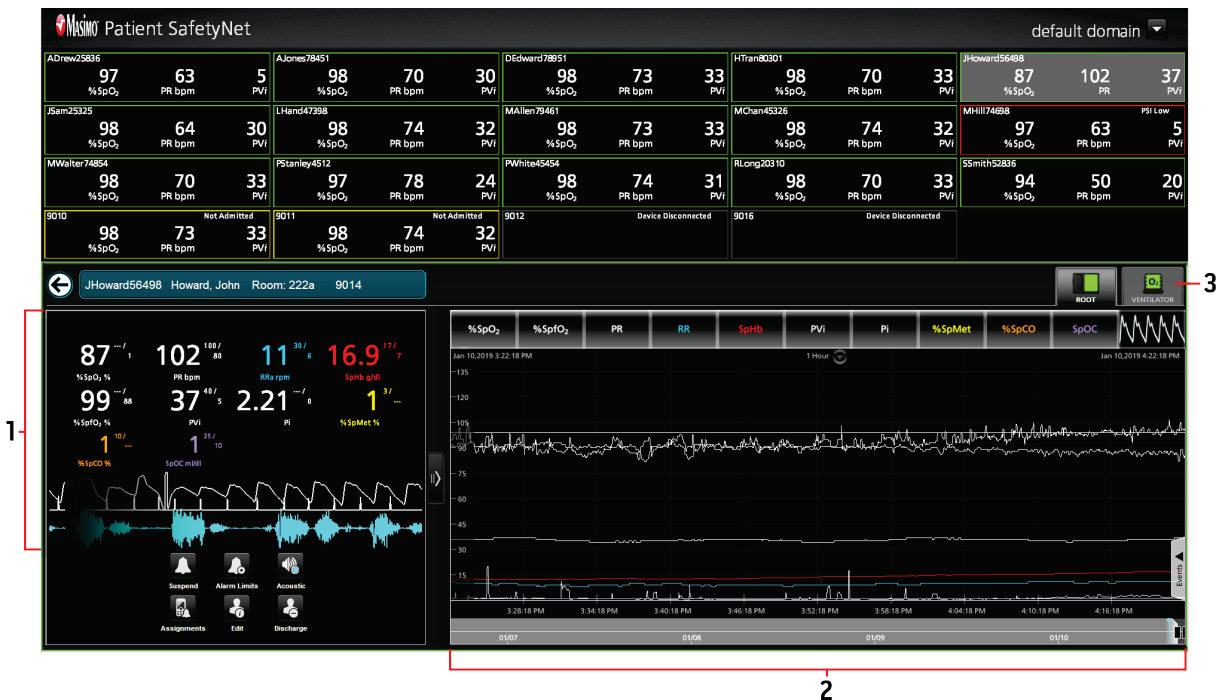 Masimo Patient SafetyNet
default domain
ADrew25836 AJones78451 DEdward78951 HTran80301 JHoward56498
97 63 5 98 70 30 98 73 33 98 70 33 87 102 37
%SpO₂ PR bpm PVi %SpO₂ PR bpm PVi %SpO₂ PR bpm PVi %SpO₂ PR bpm PVi %SpO₂ PR PVi
JSam25325 LHand47398 MAllen79461 MChan45326 MHill74698 PSI Low
98 64 30 98 74 32 98 73 33 98 74 32 97 63 5
%SpO₂ PR bpm PVi %SpO₂ PR bpm PVi %SpO₂ PR bpm PVi %SpO₂ PR bpm PVi %SpO₂ PR bpm PVi
MWalter74854 PStanley4512 PWhite45454 RLong20310 SSmith52836
98 70 33 97 78 24 98 74 31 98 70 33 94 50 20
%SpO₂ PR bpm PVi %SpO₂ PR bpm PVi %SpO₂ PR bpm PVi %SpO₂ PR bpm PVi %SpO₂ PR bpm PVi
9010 Not Admitted 9011 Not Admitted 9012 Device Disconnected 9016 Device Disconnected
98 73 33 98 74 32
%SpO₂ PR bpm PVi %SpO₂ PR bpm PVi
JHoward56498 Howard, John Room: 222a 9014
ROOT
O₂
VENTILATOR
3
1
87 ---/ 1 102 100/ 80 11 30/ 6 16.9 17/ 7
%SpO₂ % PR bpm RRa rpm SpHb g/dl
99 ---/ 88 37 40/ 5 2.21 ---/ 0 1 3/ ---
%SpfO₂ % PVi Pi %SpMet %
1 10/ --- 1 25/ 10
%SpCO % SpOC ml/dl
Suspend Alarm Limits Acoustic
Assignments Edit Discharge
%SpO₂ %SpfO₂ PR RR SpHb PVi Pi %SpMet %SpCO SpOC
Jan 10,2019 3:22:18 PM 1 Hour Jan 10,2019 4:22:18 PM
135
120
105
90
75
60
45
30
15
Events
3:28:18 PM 3:34:18 PM 3:40:18 PM 3:46:18 PM 3:52:18 PM 3:58:18 PM 4:04:18 PM 4:10:18 PM 4:16:18 PM
01/07 01/08 01/09 01/10
2